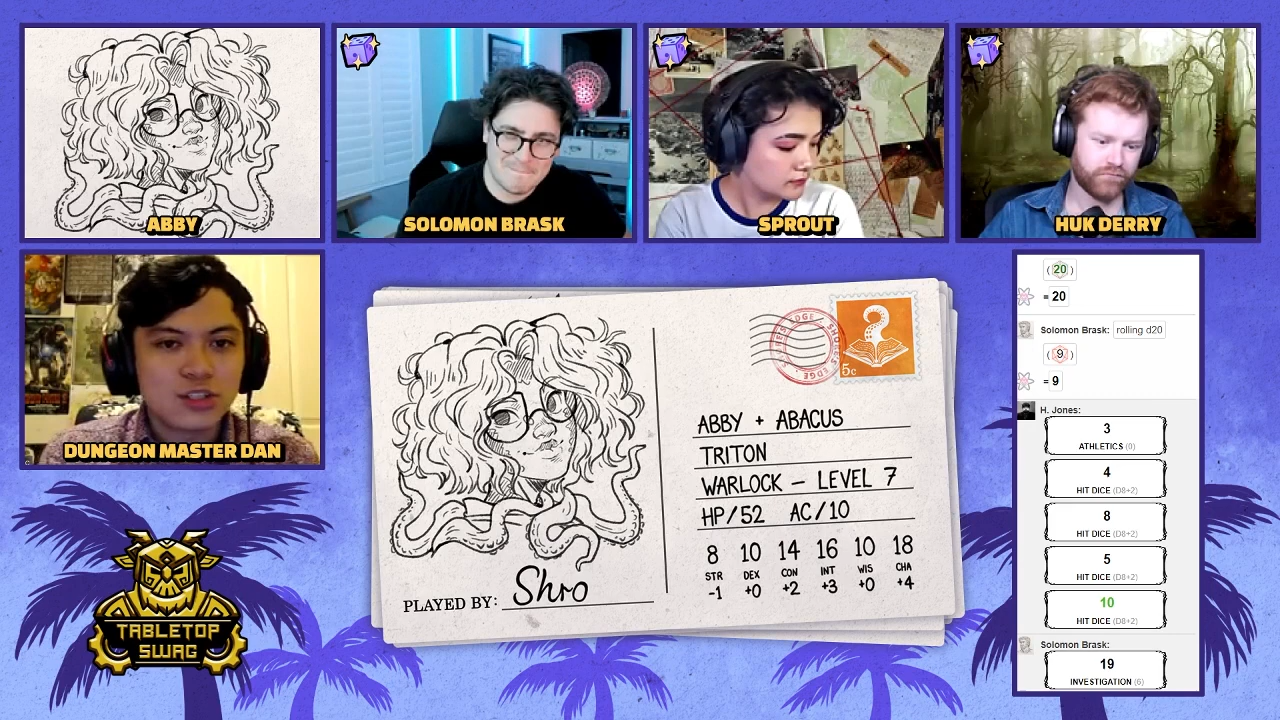 ABBY
SOLOMON BRASK
SPROUT
HUK DERRY
DUNGEON MASTER DAN
TABLETOP
SWAG
SHORE'S EDGE
5c
ABBY + ABACUS
TRITON
WARLOCK – LEVEL 7
HP/52 AC/10
8 10 14 16 10 18
STR DEX CON INT WIS CHA
-1 +0 +2 +3 +0 +4
PLAYED BY: Shro
(20)
= 20
Solomon Brask: rolling d20
(9)
= 9
H. Jones:
3
ATHLETICS (0)
4
HIT DICE (D8+2)
8
HIT DICE (D8+2)
5
HIT DICE (D8+2)
10
HIT DICE (D8+2)
Solomon Brask:
19
INVESTIGATION (6)